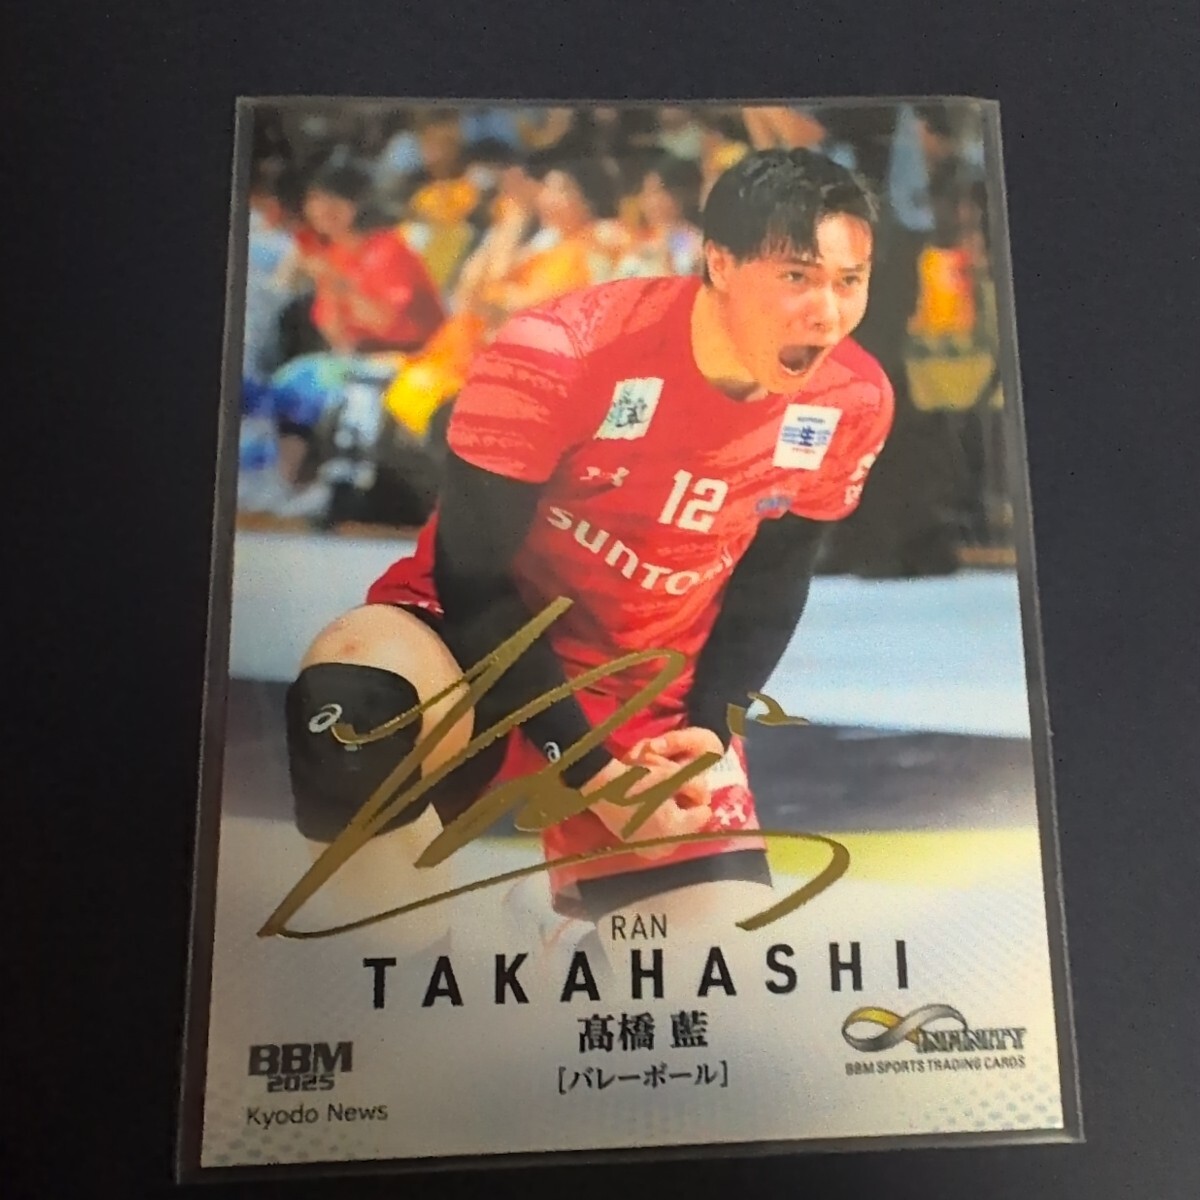 12
SUNTORY
RAN
TAKAHASHI
髙橋 藍
[バレーボール]
BBM
2025
Kyodo News
INFINITY
BBM SPORTS TRADING CARDS